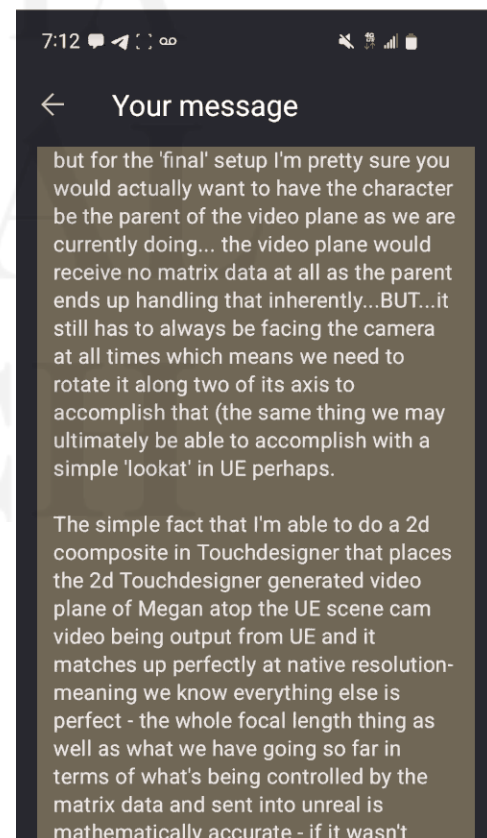 7:12
Your message
but for the 'final' setup I'm pretty sure you
would actually want to have the character
be the parent of the video plane as we are
currently doing... the video plane would
receive no matrix data at all as the parent
ends up handling that inherently...BUT...it
still has to always be facing the camera
at all times which means we need to
rotate it along two of its axis to
accomplish that (the same thing we may
ultimately be able to accomplish with a
simple 'lookat' in UE perhaps.
The simple fact that I'm able to do a 2d
coomposite in Touchdesigner that places
the 2d Touchdesigner generated video
plane of Megan atop the UE scene cam
video being output from UE and it
matches up perfectly at native resolution-
meaning we know everything else is
perfect - the whole focal length thing as
well as what we have going so far in
terms of what's being controlled by the
matrix data and sent into unreal is
mathematically accurate - if it wasn't